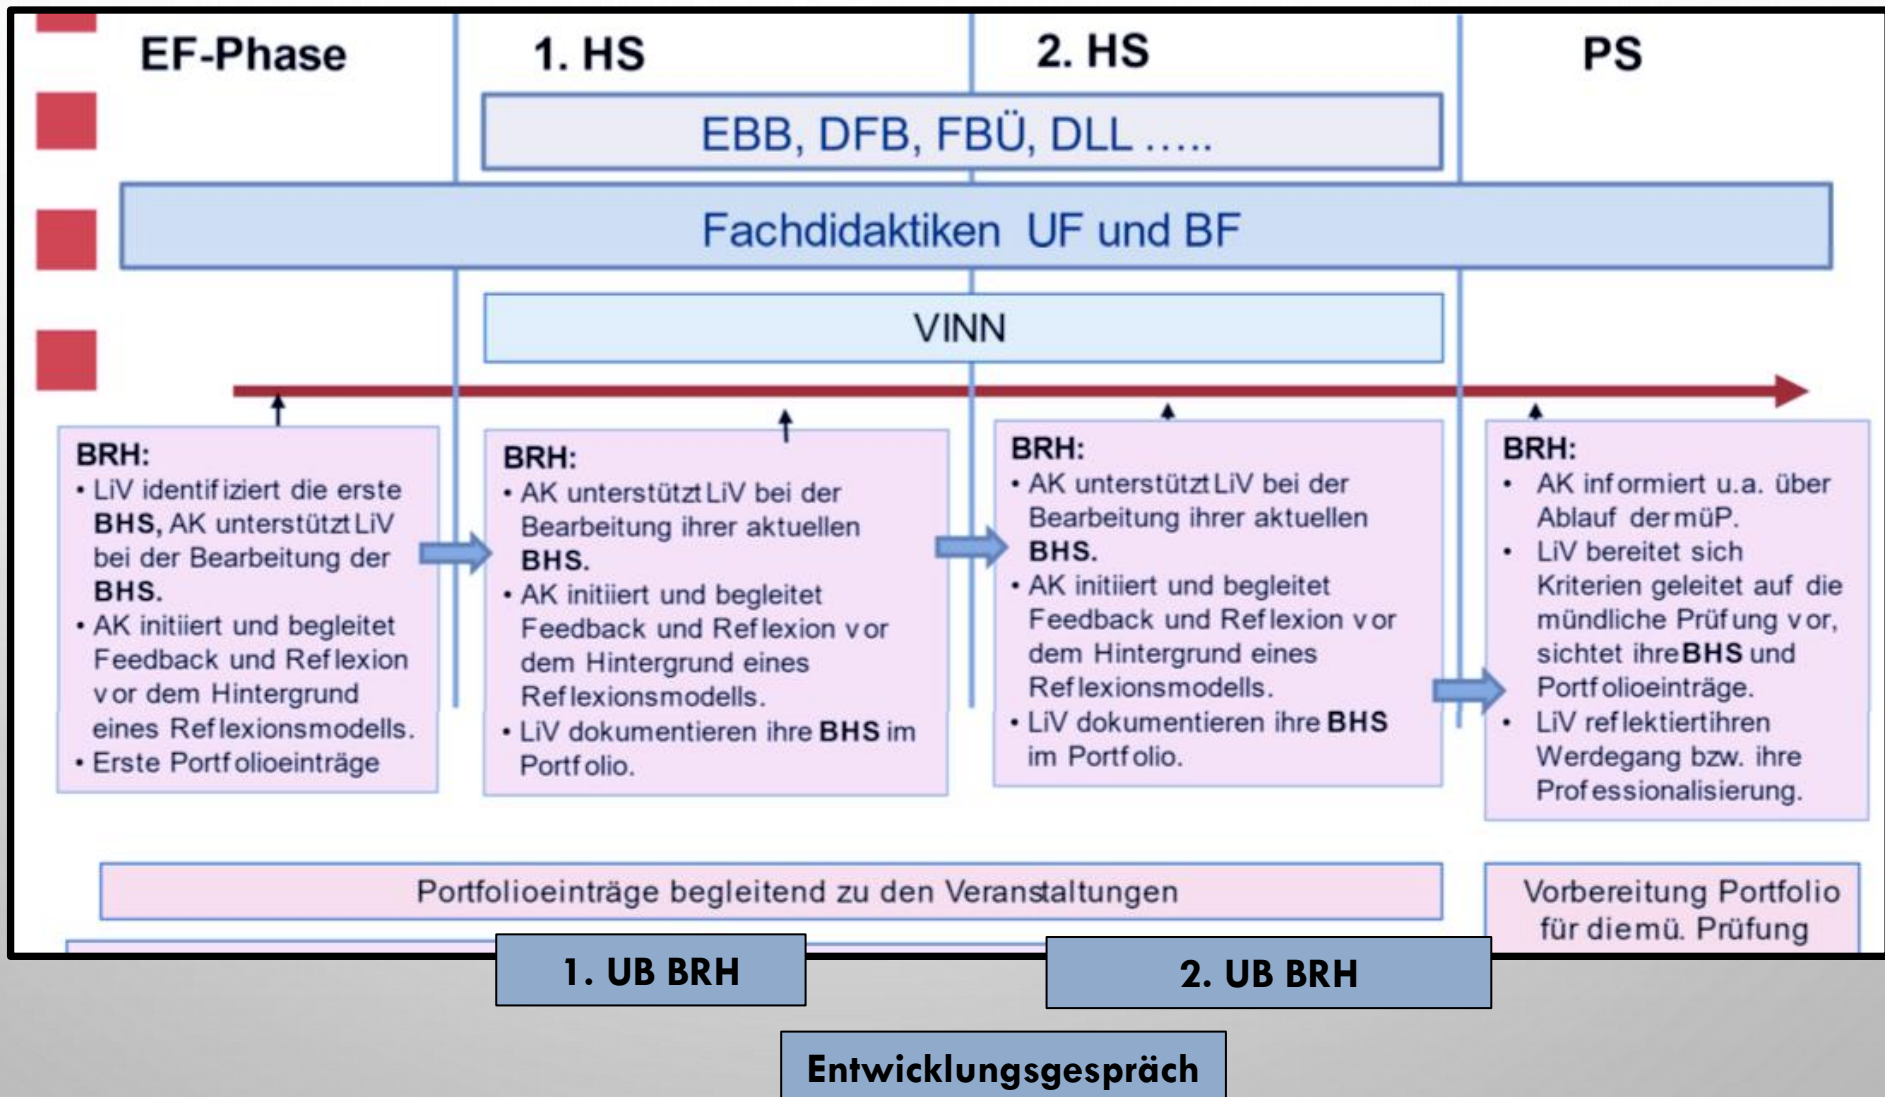 EF-Phase
1. HS
2. HS
PS
EBB, DFB, FBÜ, DLL .....
Fachdidaktiken UF und BF
VINN
BRH:
• LiV identifiziert die erste
BHS, AK unterstützt LiV
bei der Bearbeitung der
BHS.
• AK initiiert und begleitet
Feedback und Reflexion
vor dem Hintergrund
eines Reflexionsmodells.
• Erste Portfolioeinträge
BRH:
• AK unterstützt LiV bei der
Bearbeitung ihrer aktuellen
BHS.
• AK initiiert und begleitet
Feedback und Reflexion vor
dem Hintergrund eines
Reflexionsmodells.
• LiV dokumentieren ihre BHS im
Portfolio.
BRH:
• AK unterstützt LiV bei der
Bearbeitung ihrer aktuellen
BHS.
• AK initiiert und begleitet
Feedback und Reflexion vor
dem Hintergrund eines
Reflexionsmodells.
• LiV dokumentieren ihre BHS
im Portfolio.
BRH:
• AK informiert u.a. über
Ablauf der müP.
• LiV bereitet sich
Kriterien geleitet auf die
mündliche Prüfung vor,
sichtet ihre BHS und
Portfolioeinträge.
• LiV reflektiert ihren
Werdegang bzw. ihre
Professionalisierung.
Portfolioeinträge begleitend zu den Veranstaltungen
Vorbereitung Portfolio
für die mü. Prüfung
1. UB BRH
2. UB BRH
Entwicklungsgespräch